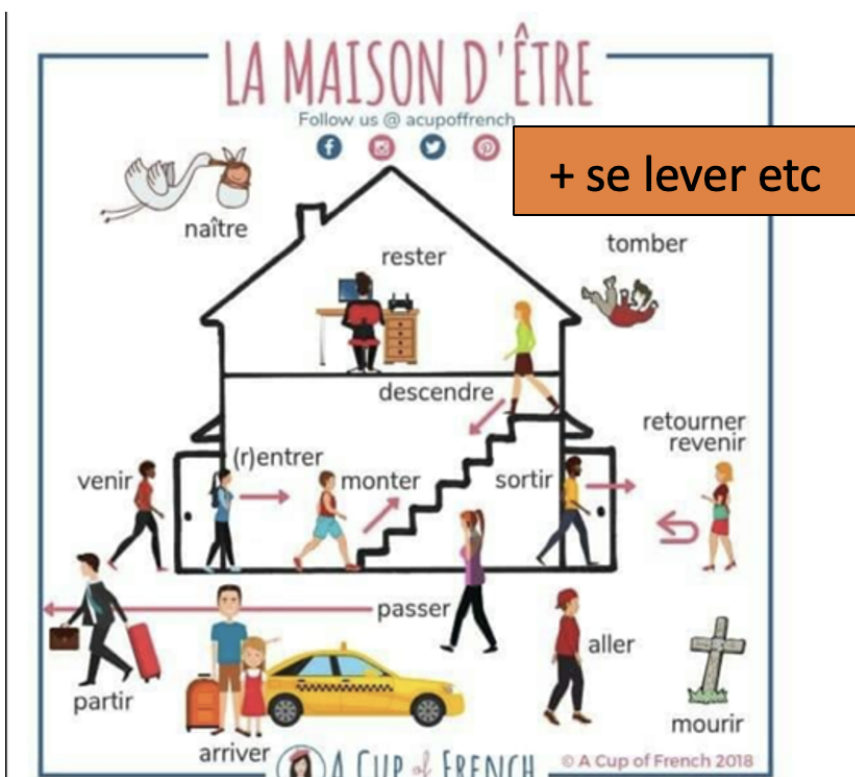 LA MAISON D'ÊTRE
Follow us @ acupoffrench
+ se lever etc
naître
rester
tomber
descendre
retourner
revenir
venir
(r)entrer
monter
sortir
passer
aller
partir
mourir
arriver
A CUP of FRENCH
© A Cup of French 2018